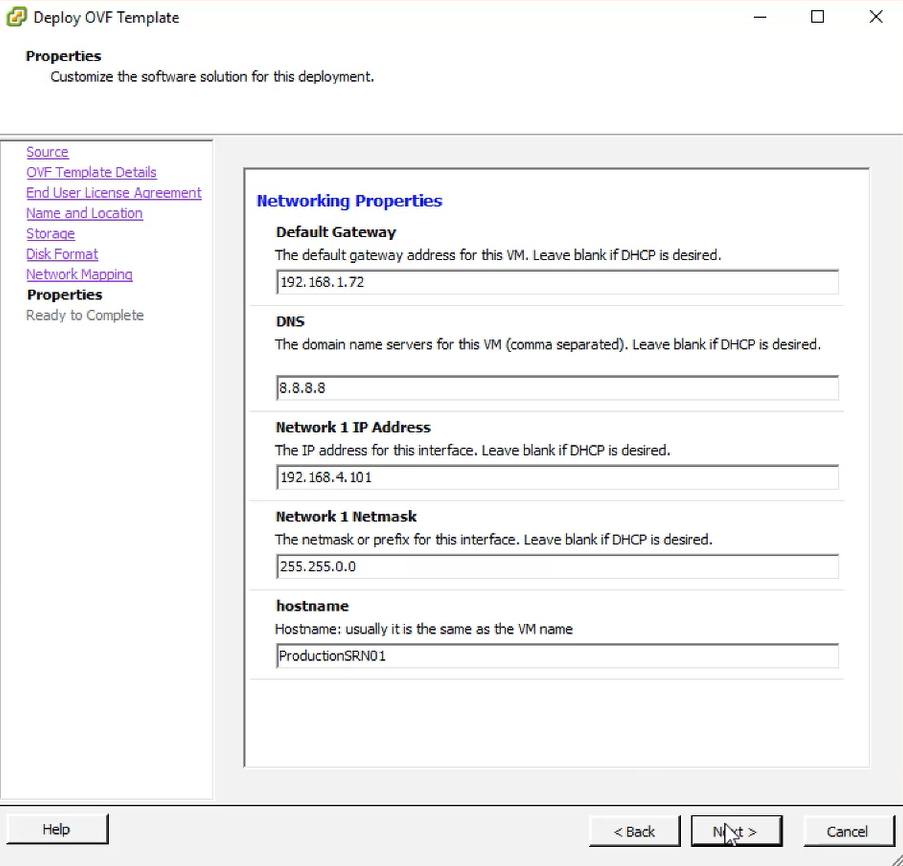 Deploy OVF Template
Properties
Customize the software solution for this deployment.
Source
OVF Template Details
End User License Agreement
Name and Location
Storage
Disk Format
Network Mapping
Properties
Ready to Complete
Networking Properties
Default Gateway
The default gateway address for this VM. Leave blank if DHCP is desired.
192.168.1.72
DNS
The domain name servers for this VM (comma separated). Leave blank if DHCP is desired.
8.8.8.8
Network 1 IP Address
The IP address for this interface. Leave blank if DHCP is desired.
192.168.4.101
Network 1 Netmask
The netmask or prefix for this interface. Leave blank if DHCP is desired.
255.255.0.0
hostname
Hostname: usually it is the same as the VM name
ProductionSRN01
Help
< Back
Next >
Cancel